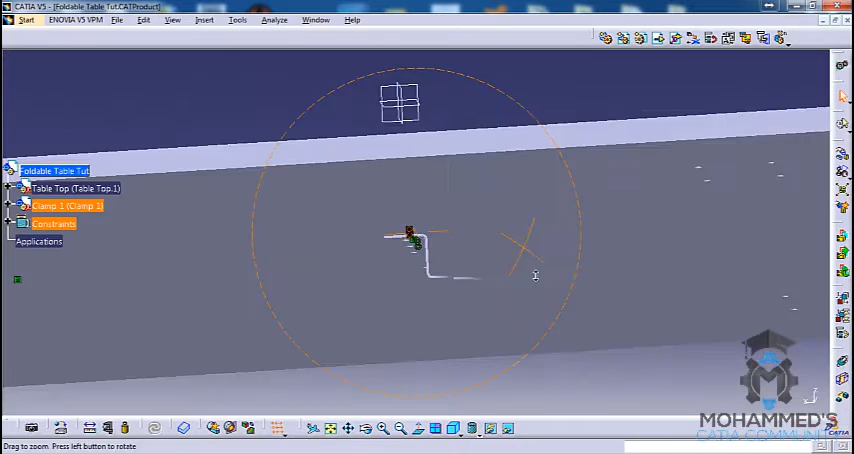 CATIA V5 - [Foldable Table Tut.CATProduct]
Start ENOVIA V5 VPM File Edit View Insert Tools Analyze Window Help
Foldable Table Tut
Table Top (Table Top.1)
Clamp 1 (Clamp 1)
Constraints
Applications
MOHAMMED'S
CATIA COMMUNITY
Drag to zoom. Press left button to rotate